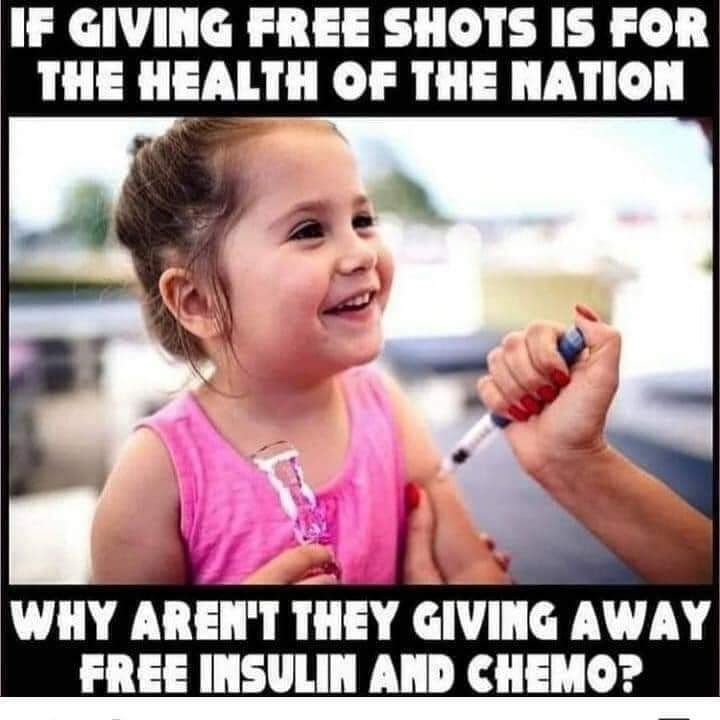 IF GIVING FREE SHOTS IS FOR
THE HEALTH OF THE NATION
WHY AREN'T THEY GIVING AWAY
FREE INSULIN AND CHEMO?